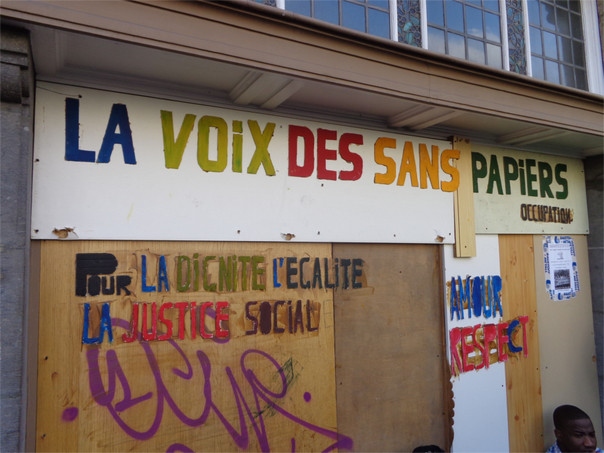 LA VOIX DES SANS PAPIERS
OCCUPATION
POUR LA DIGNITE L'EGALITE
LA JUSTICE SOCIAL
AMOUR
RESPECT